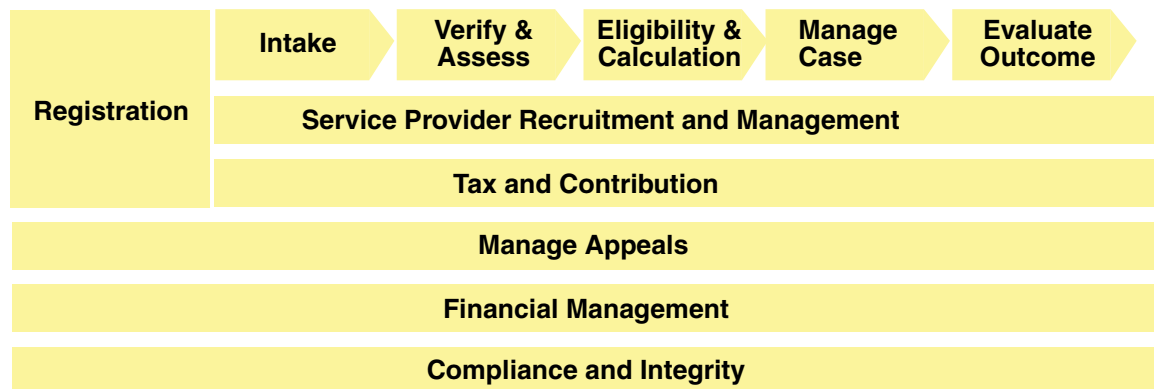 Registration
Intake
Verify &
Assess
Eligibility &
Calculation
Manage
Case
Evaluate
Outcome
Service Provider Recruitment and Management
Tax and Contribution
Manage Appeals
Financial Management
Compliance and Integrity